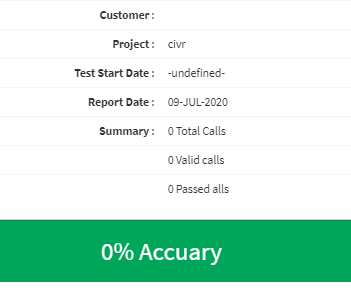 Customer :
Project : civr
Test Start Date : -undefined-
Report Date : 09-JUL-2020
Summary : 0 Total Calls
0 Valid calls
0 Passed alls
0% Accuary